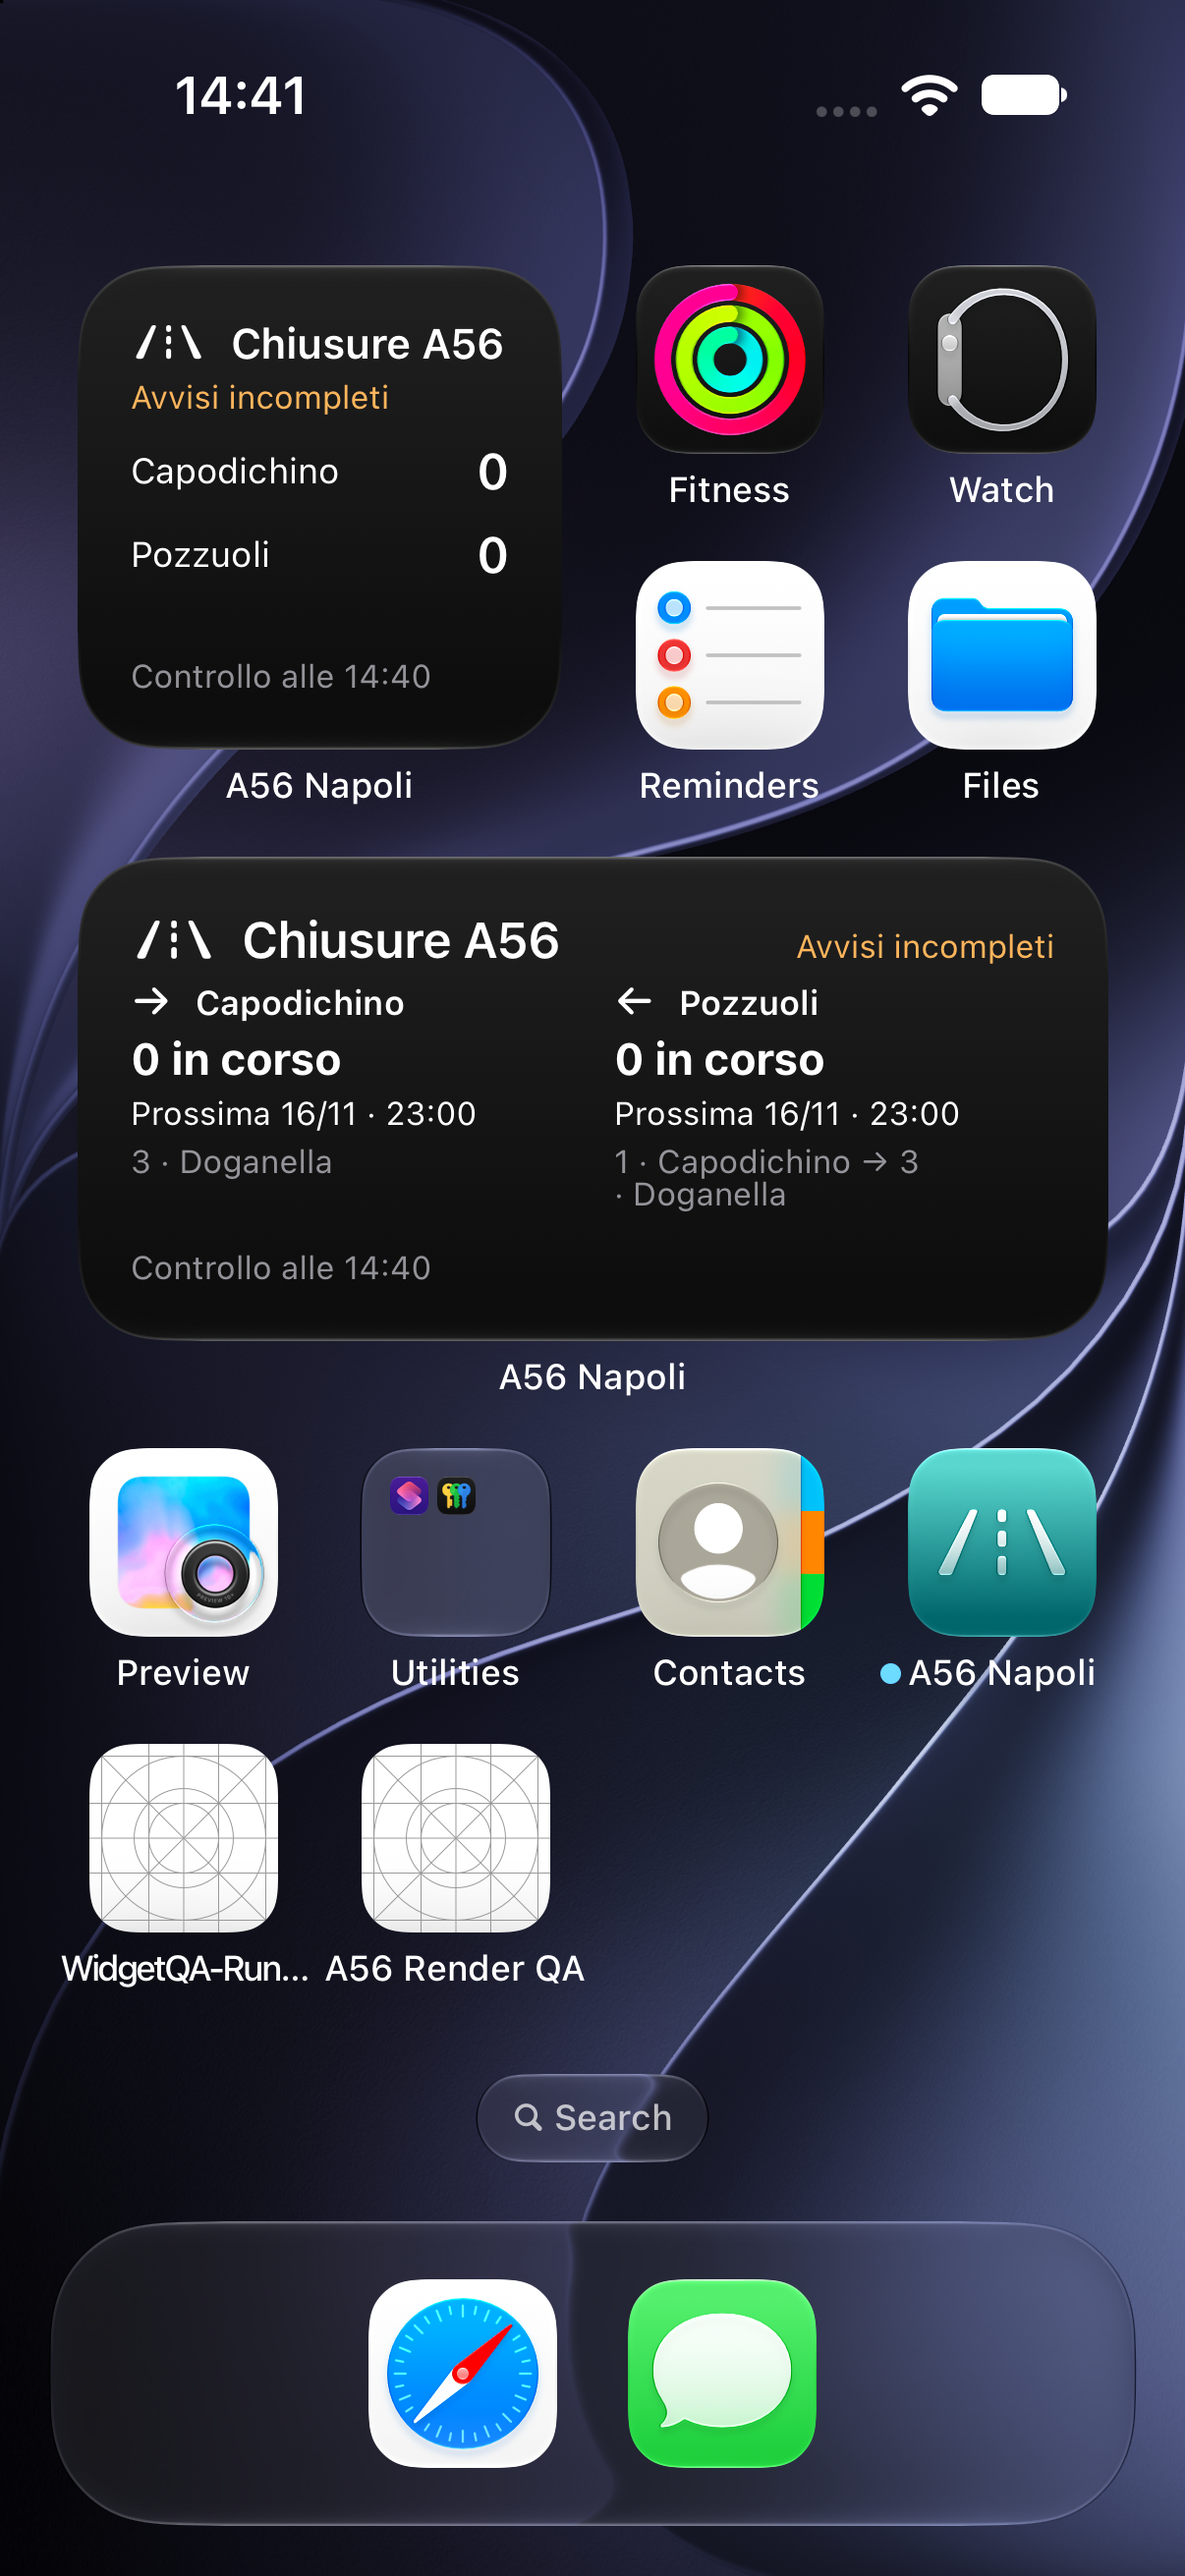 14:41
Chiusure A56
Avvisi incompleti
Capodichino 0
Pozzuoli 0
Controllo alle 14:40
A56 Napoli
Fitness
Watch
Reminders
Files
Chiusure A56
Avvisi incompleti
→ Capodichino
0 in corso
Prossima 16/11 · 23:00
3 · Doganella
← Pozzuoli
0 in corso
Prossima 16/11 · 23:00
1 · Capodichino → 3
· Doganella
Controllo alle 14:40
A56 Napoli
Preview
Utilities
Contacts
A56 Napoli
WidgetQA-Run...
A56 Render QA
Search